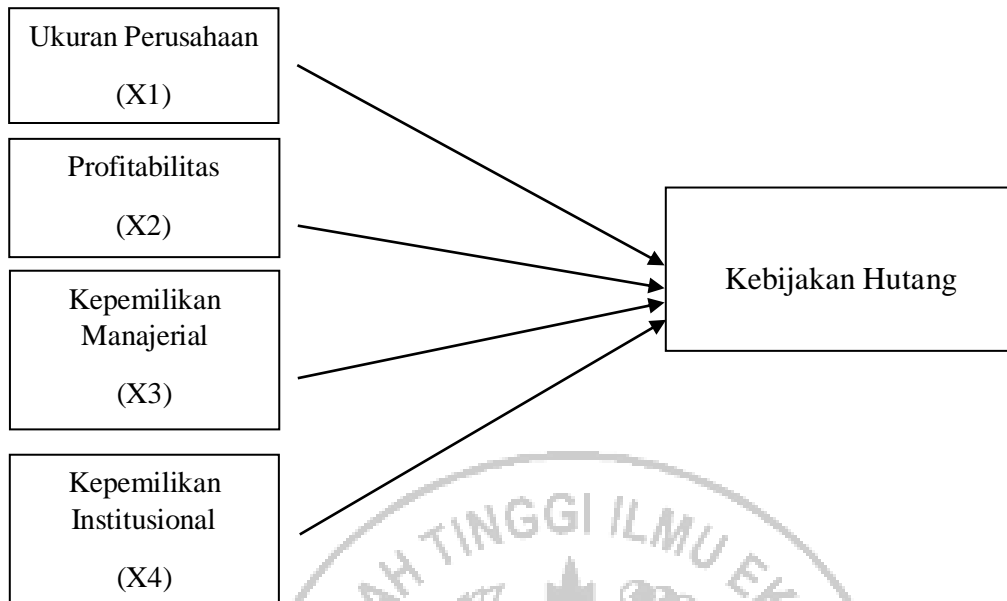 Ukuran Perusahaan
(X1)
Profitabilitas
(X2)
Kepemilikan
Manajerial
(X3)
Kepemilikan
Institusional
(X4)
Kebijakan Hutang
TINGGI ILMU